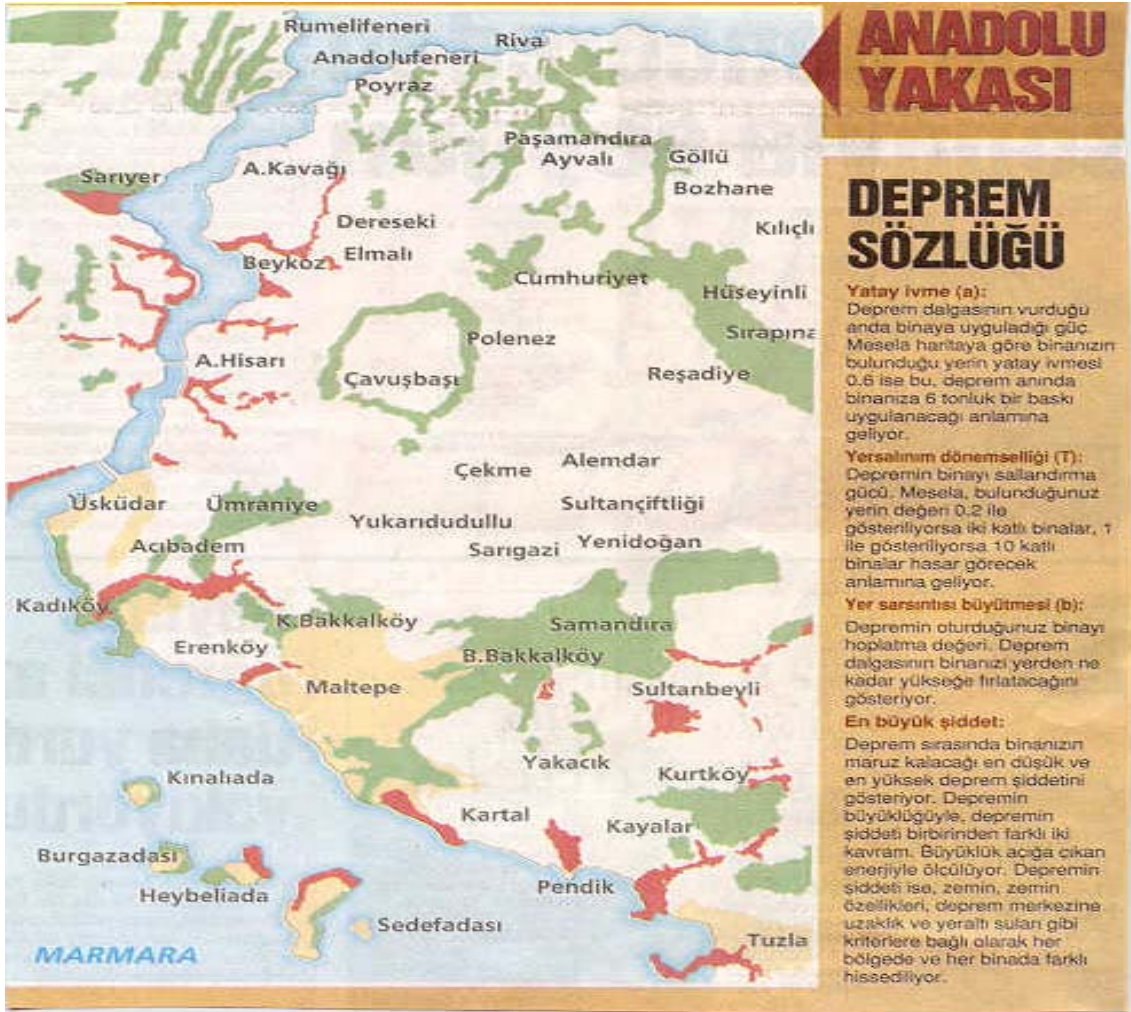 Rumelifeneri
Riva
Anadolufeneri
Poyraz
Paşamandıra
Ayvalı
Göllü
Bozhane
A.Kavağı
Sarıyer
Dereseki
Kılıçlı
Beykoz
Elmalı
Cumhuriyet
Hüseyinli
Sırapına
Polenez
A.Hisarı
Çavuşbaşı
Reşadiye
Çekme
Alemdar
Üsküdar
Ümraniye
Sultançiftliği
Yukarıdudullu
Acıbadem
Sarıgazi
Yenidoğan
Kadıköy
K.Bakkalköy
Samandıra
Erenköy
B.Bakkalköy
Maltepe
Sultanbeyli
Yakacık
Kurtköy
Kınalıada
Kartal
Kayalar
Burgazadası
Heybeliada
Pendik
Sedefadası
Tuzla
MARMARA
ANADOLU
YAKASI
DEPREM
SÖZLÜĞÜ
Yatay ivme (a):
Deprem dalgasının vurduğu
anda binaya uyguladığı güç.
Mesela haritaya göre binanızın
bulunduğu yerin yatay ivmesi
0.6 ise bu, deprem anında
binanıza 6 tonluk bir baskı
uygulanacağı anlamına
geliyor.
Yersalınım dönemselliği (T):
Depremin binayı sallandırma
gücü. Mesela, bulunduğunuz
yerin değeri 0.2 ile
gösteriliyorsa iki katlı binalar, 1
ile gösteriliyorsa 10 katlı
binalar hasar görecek
anlamına geliyor.
Yer sarsıntısı büyütmesi (b):
Depremin oturduğunuz binayı
hoplatma değeri. Deprem
dalgasının binanızı yerden ne
kadar yükseğe fırlatacağını
gösteriyor.
En büyük şiddet:
Deprem sırasında binanızın
maruz kalacağı en düşük ve
en yüksek deprem şiddetini
gösteriyor. Depremin
büyüklüğüyle, depremin
şiddeti birbirinden farklı iki
kavram. Büyüklük açığa çıkan
enerjiyle ölçülüyor. Depremin
şiddeti ise, zemin, zemin
özellikleri, deprem merkezine
uzaklık ve yeraltı suları gibi
kriterlere bağlı olarak her
bölgede ve her binada farklı
hissediliyor.